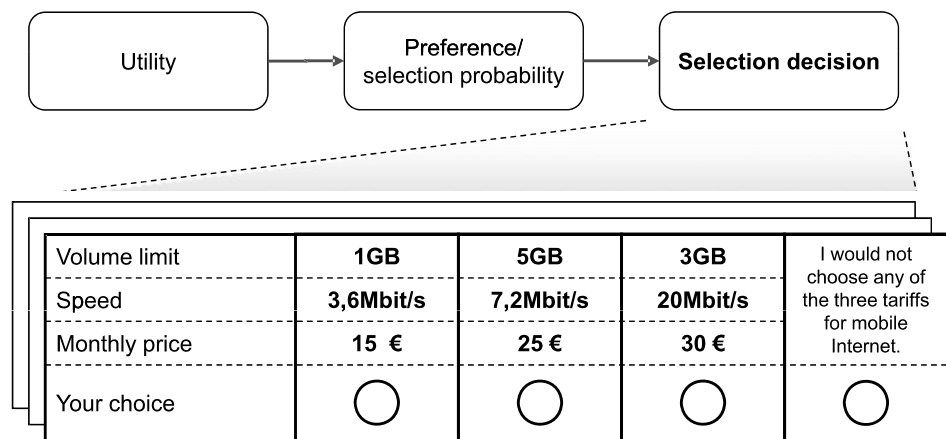 Utility
Preference/
selection probability
Selection decision
Volume limit 1GB 5GB 3GB
Speed 3,6Mbit/s 7,2Mbit/s 20Mbit/s
Monthly price 15 € 25 € 30 €
I would not
choose any of
the three tariffs
for mobile
Internet.
Your choice